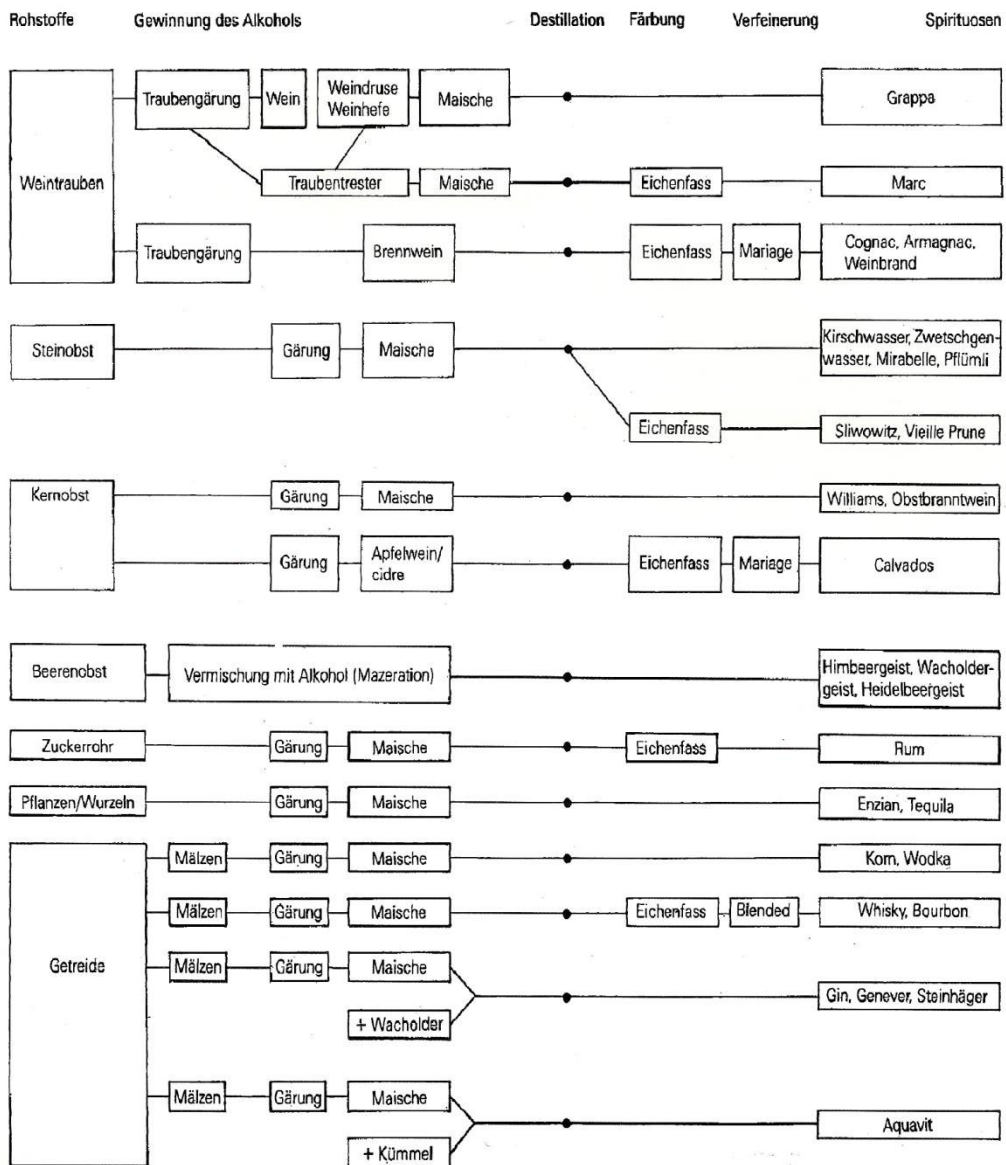 Rohstoffe Gewinnung des Alkohols Destillation Färbung Verfeinerung Spirituosen
Traubengärung Wein Weindruse Maische Grappa
Weinhefe
Weintrauben Traubentrester Maische Eichenfass Marc
Traubengärung Brennwein Eichenfass Mariage Cognac, Armagnac,
Weinbrand
Steinobst Gärung Maische Kirschwasser, Zwetschgen-
wasser, Mirabelle, Pflümli
Eichenfass Sliwowitz, Vieille Prune
Kernobst Gärung Maische Williams, Obstbranntwein
Gärung Apfelwein/ Eichenfass Mariage Calvados
cidre
Beerenobst Vermischung mit Alkohol (Mazeration) Himbeergeist, Wacholder-
geist, Heidelbeergeist
Zuckerrohr Gärung Maische Eichenfass Rum
Pflanzen/Wurzeln Gärung Maische Enzian, Tequila
Mälzen Gärung Maische Korn, Wodka
Mälzen Gärung Maische Eichenfass Blended Whisky, Bourbon
Getreide Mälzen Gärung Maische
Gin, Genever, Steinhäger
+ Wacholder
Mälzen Gärung Maische
Aquavit
+ Kümmel